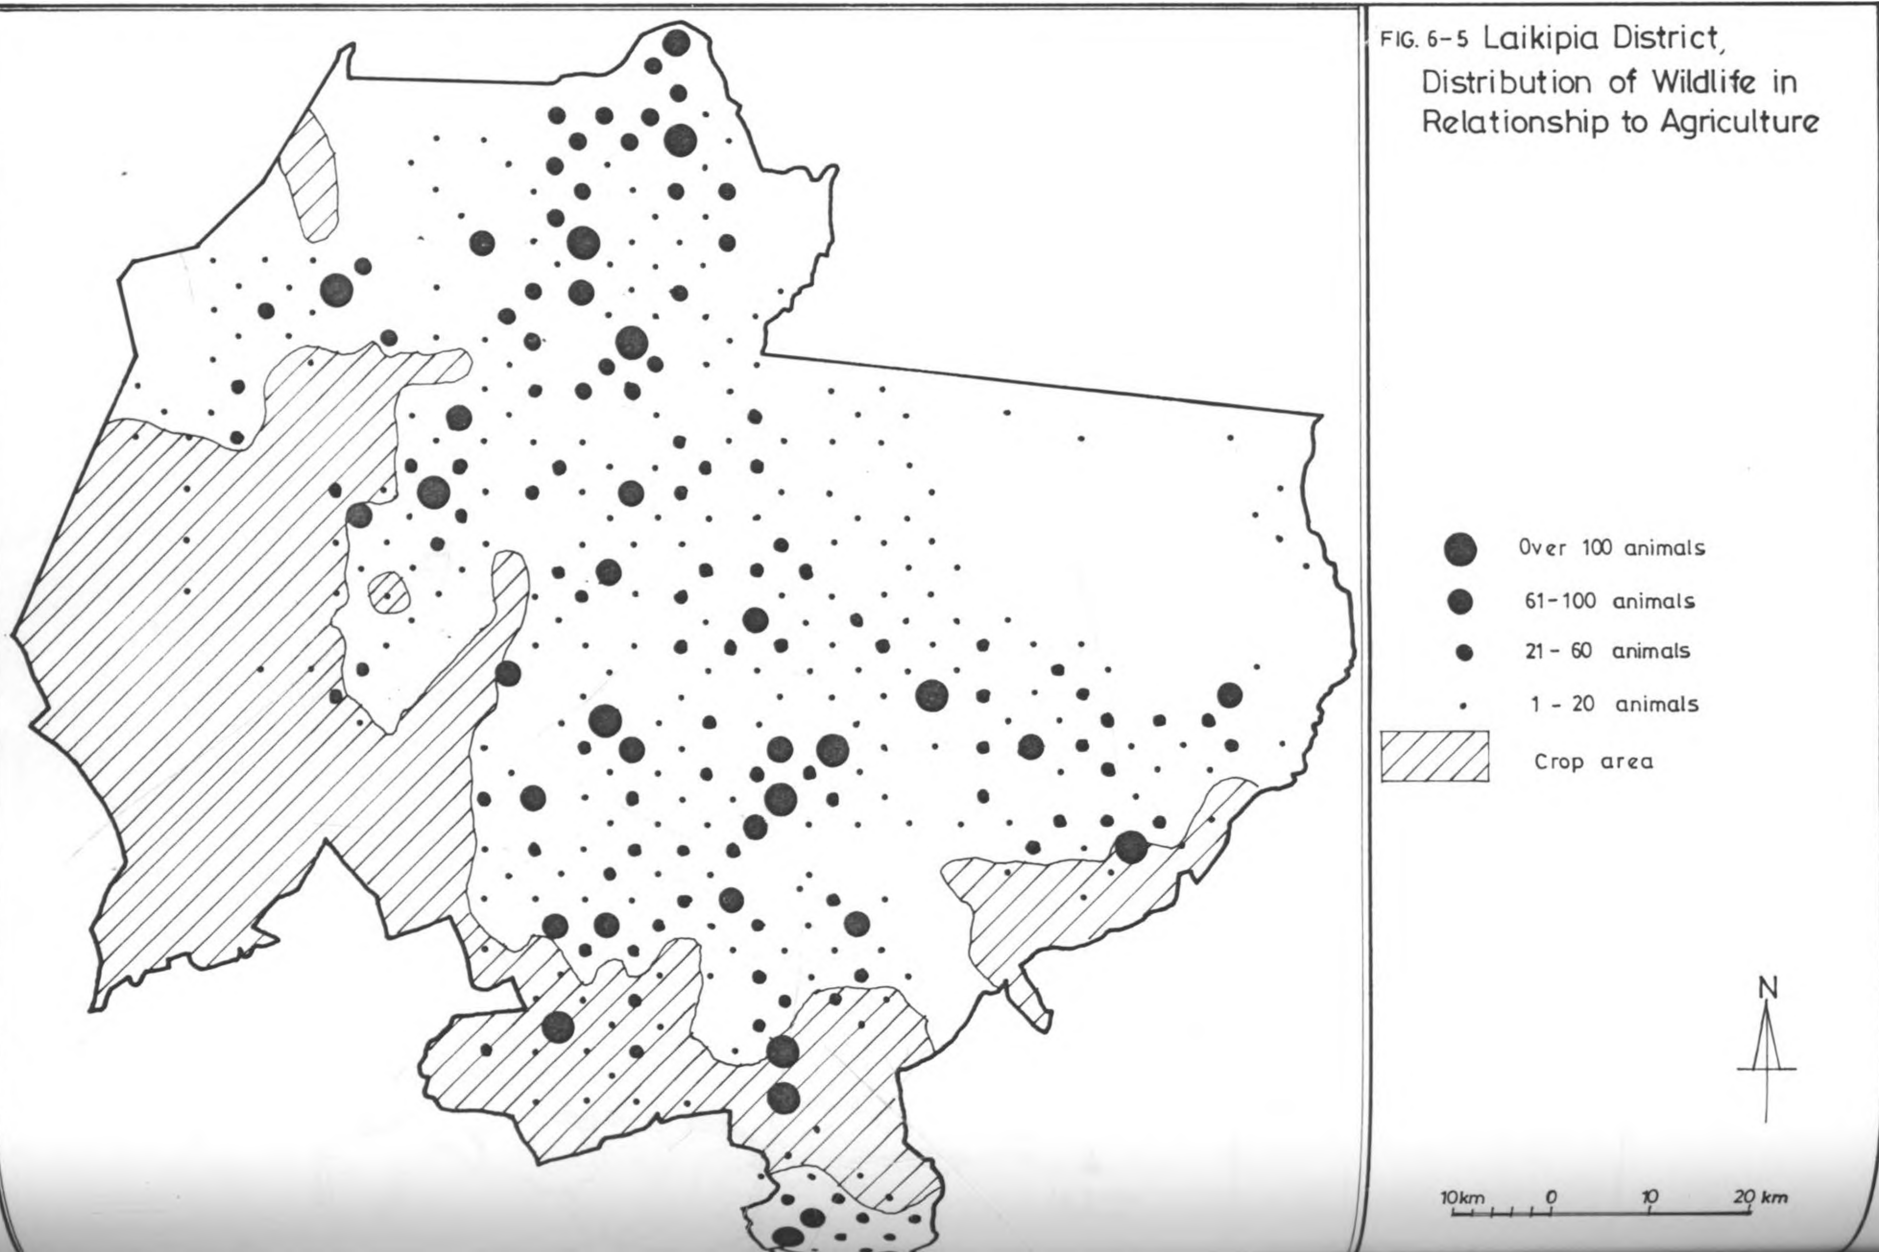 FIG. 6-5 Laikipia District,
Distribution of Wildlife in
Relationship to Agriculture
Over 100 animals
61-100 animals
21 - 60 animals
1 - 20 animals
Crop area
N
10km 0 10 20 km